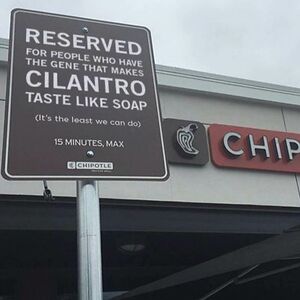 RESERVED
FOR PEOPLE WHO HAVE
THE GENE THAT MAKES
CILANTRO
TASTE LIKE SOAP
(It's the least we can do)
15 MINUTES, MAX
CHIPOTLE
CHIP